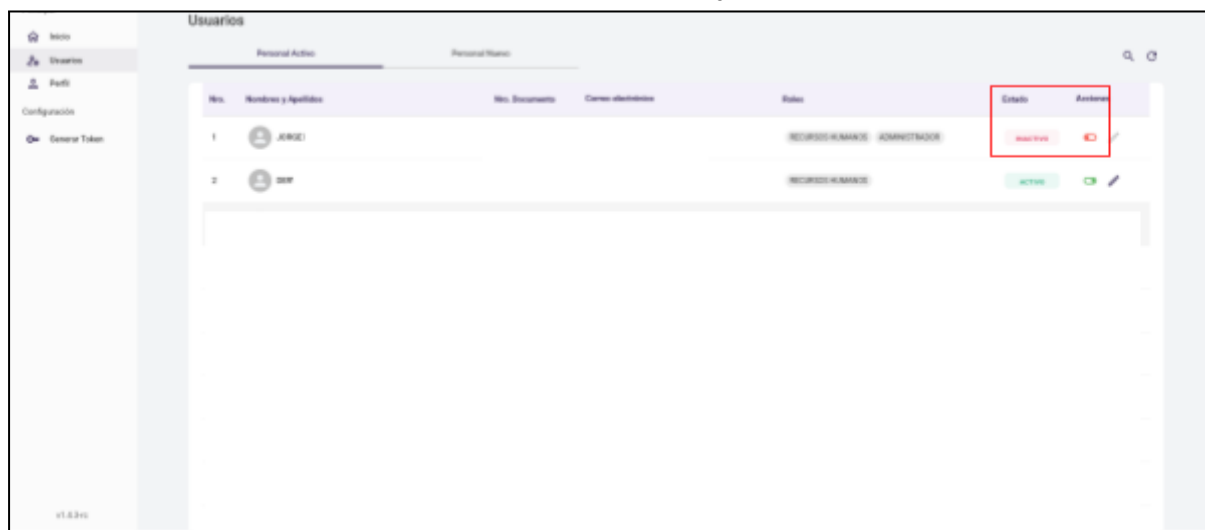 Usuarios
Inicio
Usuarios
Perfil
Configuración
Generar Token
Personal Activo
Personal Nuevo
Nro.
Nombres y Apellidos
Nro. Documento
Correo electrónico
Roles
Estado
Acciones
1
JORGE
RECURSOS HUMANOS
ADMINISTRADOR
INACTIVO
2
RECURSOS HUMANOS
ACTIVO